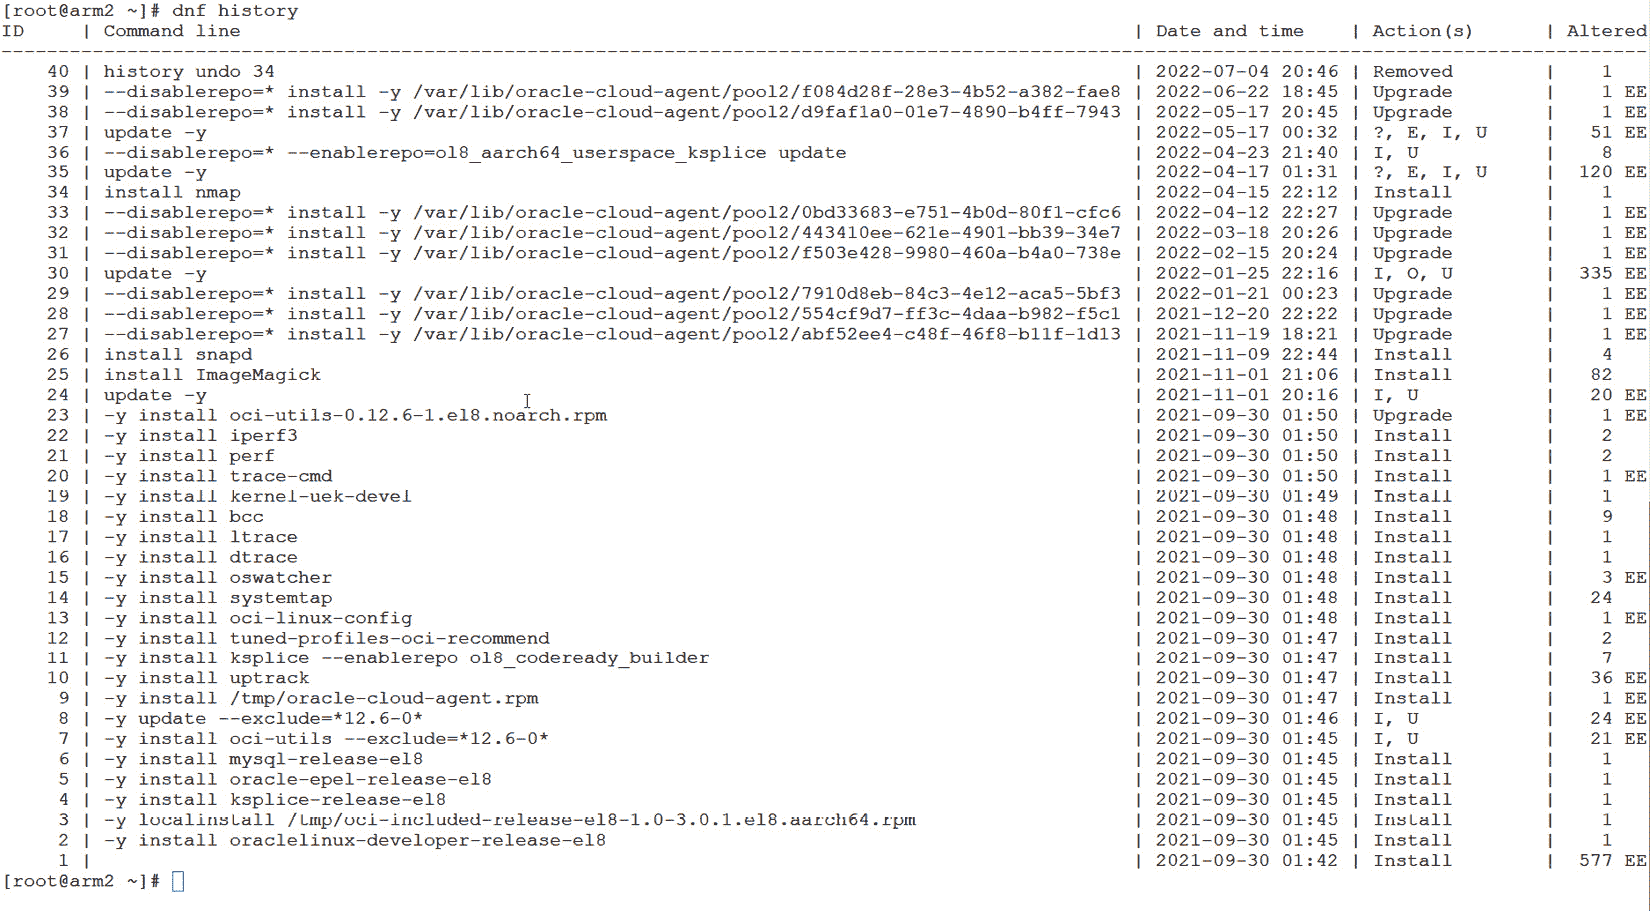 [root@arm2 ~]# dnf history
ID     | Command line                                                                              | Date and time    | Action(s)      | Altered
-------------------------------------------------------------------------------------------------------------------------------------------------
    40 | history undo 34                                                                           | 2022-07-04 20:46 | Removed        |    1
    39 | --disablerepo=* install -y /var/lib/oracle-cloud-agent/pool2/f084d28f-28e3-4b52-a382-fae8 | 2022-06-22 18:45 | Upgrade        |    1 EE
    38 | --disablerepo=* install -y /var/lib/oracle-cloud-agent/pool2/d9faf1a0-01e7-4890-b4ff-7943 | 2022-05-17 20:45 | Upgrade        |    1 EE
    37 | update -y                                                                                 | 2022-05-17 00:32 | ?, E, I, U     |   51 EE
    36 | --disablerepo=* --enablerepo=ol8_aarch64_userspace_ksplice update                         | 2022-04-23 21:40 | I, U           |    8
    35 | update -y                                                                                 | 2022-04-17 01:31 | ?, E, I, U     |  120 EE
    34 | install nmap                                                                              | 2022-04-15 22:12 | Install        |    1
    33 | --disablerepo=* install -y /var/lib/oracle-cloud-agent/pool2/0bd33683-e751-4b0d-80f1-cfc6 | 2022-04-12 22:27 | Upgrade        |    1 EE
    32 | --disablerepo=* install -y /var/lib/oracle-cloud-agent/pool2/443410ee-621e-4901-bb39-34e7 | 2022-03-18 20:26 | Upgrade        |    1 EE
    31 | --disablerepo=* install -y /var/lib/oracle-cloud-agent/pool2/f503e428-9980-460a-b4a0-738e | 2022-02-15 20:24 | Upgrade        |    1 EE
    30 | update -y                                                                                 | 2022-01-25 22:16 | I, O, U        |  335 EE
    29 | --disablerepo=* install -y /var/lib/oracle-cloud-agent/pool2/7910d8eb-84c3-4e12-aca5-5bf3 | 2022-01-21 00:23 | Upgrade        |    1 EE
    28 | --disablerepo=* install -y /var/lib/oracle-cloud-agent/pool2/554cf9d7-ff3c-4daa-b982-f5c1 | 2021-12-20 22:22 | Upgrade        |    1 EE
    27 | --disablerepo=* install -y /var/lib/oracle-cloud-agent/pool2/abf52ee4-c48f-46f8-b11f-1d13 | 2021-11-19 18:21 | Upgrade        |    1 EE
    26 | install snapd                                                                             | 2021-11-09 22:44 | Install        |    4
    25 | install ImageMagick                                                                       | 2021-11-01 21:06 | Install        |   82
    24 | update -y                                                                                 | 2021-11-01 20:16 | I, U           |   20 EE
    23 | -y install oci-utils-0.12.6-1.el8.noarch.rpm                                              | 2021-09-30 01:50 | Upgrade        |    1 EE
    22 | -y install iperf3                                                                         | 2021-09-30 01:50 | Install        |    2
    21 | -y install perf                                                                           | 2021-09-30 01:50 | Install        |    2
    20 | -y install trace-cmd                                                                      | 2021-09-30 01:50 | Install        |    1 EE
    19 | -y install kernel-uek-devel                                                               | 2021-09-30 01:49 | Install        |    1
    18 | -y install bcc                                                                            | 2021-09-30 01:48 | Install        |    9
    17 | -y install ltrace                                                                         | 2021-09-30 01:48 | Install        |    1
    16 | -y install dtrace                                                                         | 2021-09-30 01:48 | Install        |    1
    15 | -y install oswatcher                                                                      | 2021-09-30 01:48 | Install        |    3 EE
    14 | -y install systemtap                                                                      | 2021-09-30 01:48 | Install        |   24
    13 | -y install oci-linux-config                                                               | 2021-09-30 01:48 | Install        |    1 EE
    12 | -y install tuned-profiles-oci-recommend                                                   | 2021-09-30 01:47 | Install        |    2
    11 | -y install ksplice --enablerepo ol8_codeready_builder                                     | 2021-09-30 01:47 | Install        |    7
    10 | -y install uptrack                                                                        | 2021-09-30 01:47 | Install        |   36 EE
     9 | -y install /tmp/oracle-cloud-agent.rpm                                                    | 2021-09-30 01:47 | Install        |    1 EE
     8 | -y update --exclude=*12.6-0*                                                              | 2021-09-30 01:46 | I, U           |   24 EE
     7 | -y install oci-utils --exclude=*12.6-0*                                                   | 2021-09-30 01:45 | I, U           |   21 EE
     6 | -y install mysql-release-el8                                                              | 2021-09-30 01:45 | Install        |    1
     5 | -y install oracle-epel-release-el8                                                        | 2021-09-30 01:45 | Install        |    1
     4 | -y install ksplice-release-el8                                                            | 2021-09-30 01:45 | Install        |    1
     3 | -y localinstall /tmp/oci-included-release-el8-1.0-3.0.1.el8.aarch64.rpm                   | 2021-09-30 01:45 | Install        |    1
     2 | -y install oraclelinux-developer-release-el8                                              | 2021-09-30 01:45 | Install        |    1
     1 |                                                                                           | 2021-09-30 01:42 | Install        |  577 EE
[root@arm2 ~]#